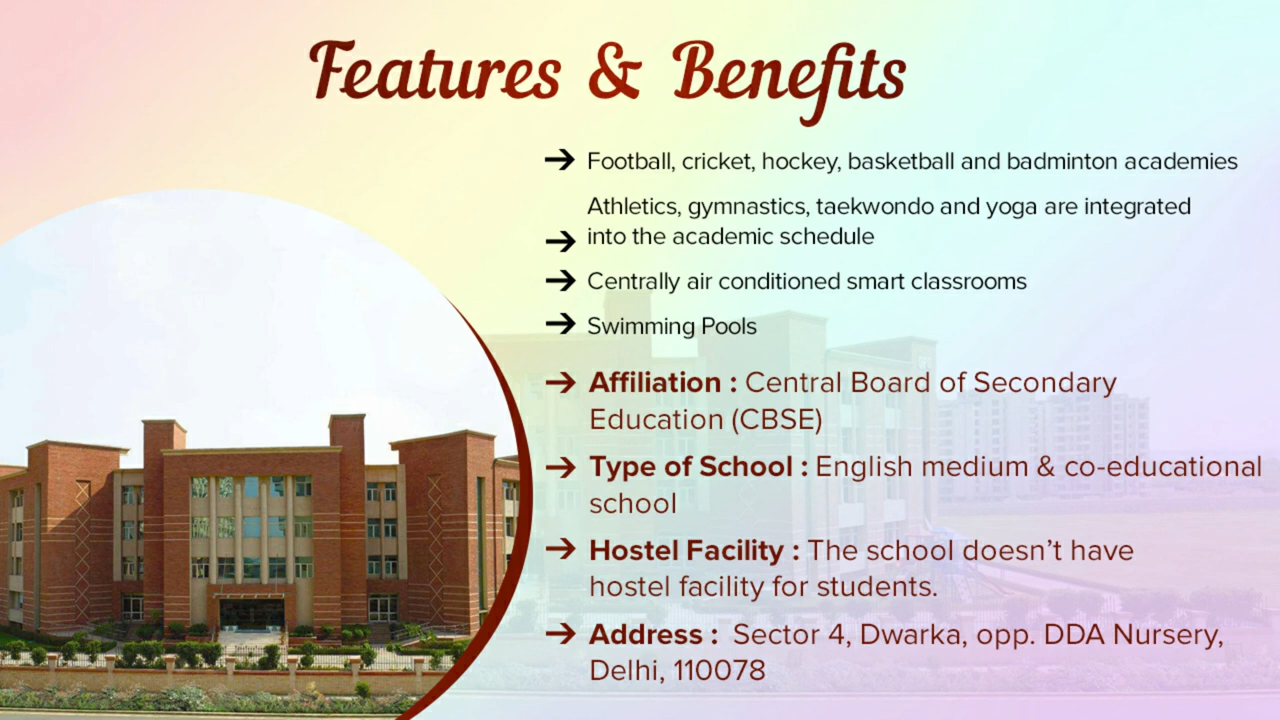 Features & Benefits
→ Football, cricket, hockey, basketball and badminton academies
Athletics, gymnastics, taekwondo and yoga are integrated
→ into the academic schedule
→ Centrally air conditioned smart classrooms
→ Swimming Pools
→ Affiliation : Central Board of Secondary
Education (CBSE)
→ Type of School : English medium & co-educational
school
→ Hostel Facility : The school doesn't have
hostel facility for students.
→ Address : Sector 4, Dwarka, opp. DDA Nursery,
Delhi, 110078